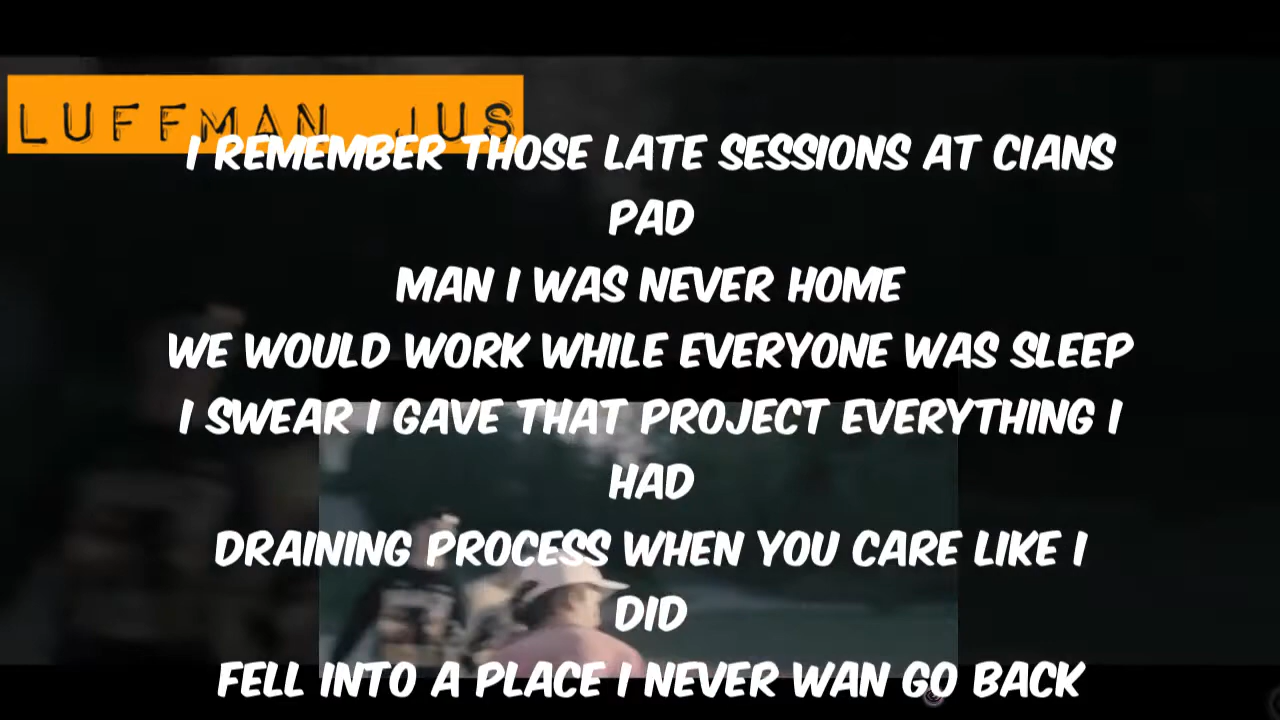 LUFFMAN JUS
I REMEMBER THOSE LATE SESSIONS AT CIANS
PAD
MAN I WAS NEVER HOME
WE WOULD WORK WHILE EVERYONE WAS SLEEP
I SWEAR I GAVE THAT PROJECT EVERYTHING I
HAD
DRAINING PROCESS WHEN YOU CARE LIKE I
DID
FELL INTO A PLACE I NEVER WAN GO BACK